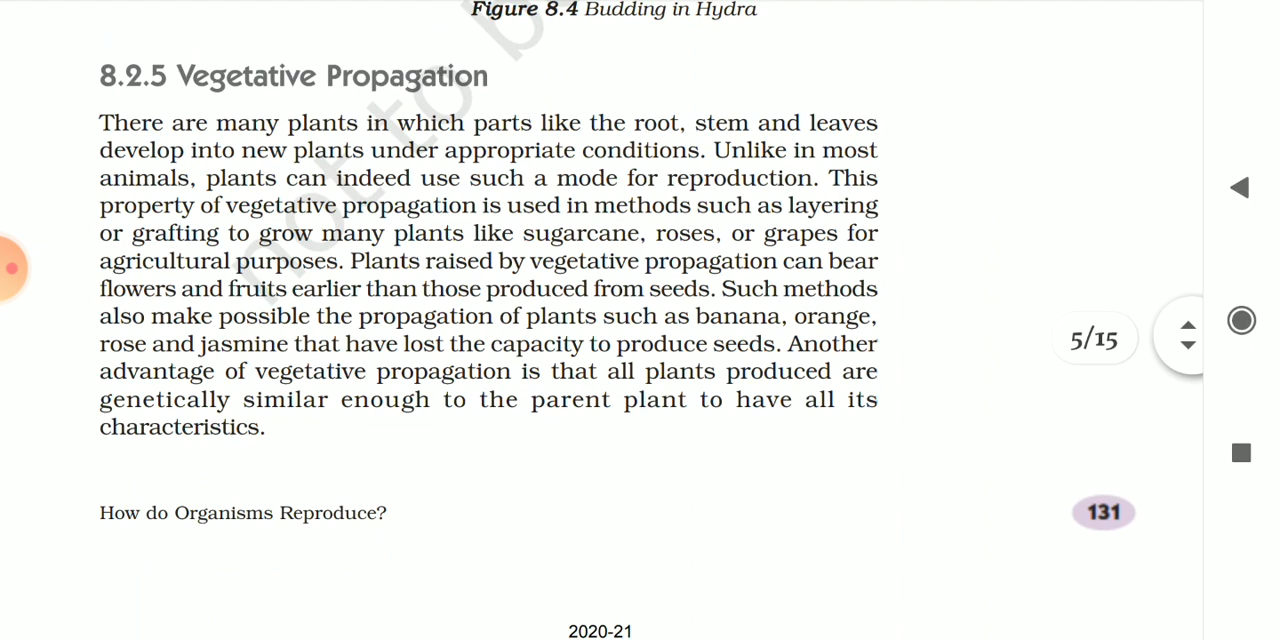 Figure 8.4 Budding in Hydra
8.2.5 Vegetative Propagation
There are many plants in which parts like the root, stem and leaves
develop into new plants under appropriate conditions. Unlike in most
animals, plants can indeed use such a mode for reproduction. This
property of vegetative propagation is used in methods such as layering
or grafting to grow many plants like sugarcane, roses, or grapes for
agricultural purposes. Plants raised by vegetative propagation can bear
flowers and fruits earlier than those produced from seeds. Such methods
also make possible the propagation of plants such as banana, orange,
rose and jasmine that have lost the capacity to produce seeds. Another
advantage of vegetative propagation is that all plants produced are
genetically similar enough to the parent plant to have all its
characteristics.
not to b
5/15
How do Organisms Reproduce?
131
2020-21